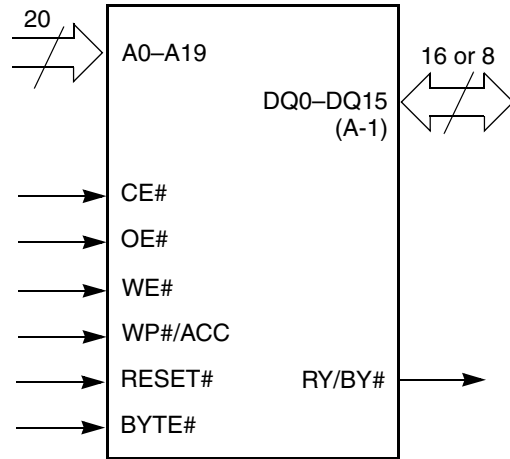 20
A0–A19
16 or 8
DQ0–DQ15
(A-1)
CE#
OE#
WE#
WP#/ACC
RESET#
RY/BY#
BYTE#